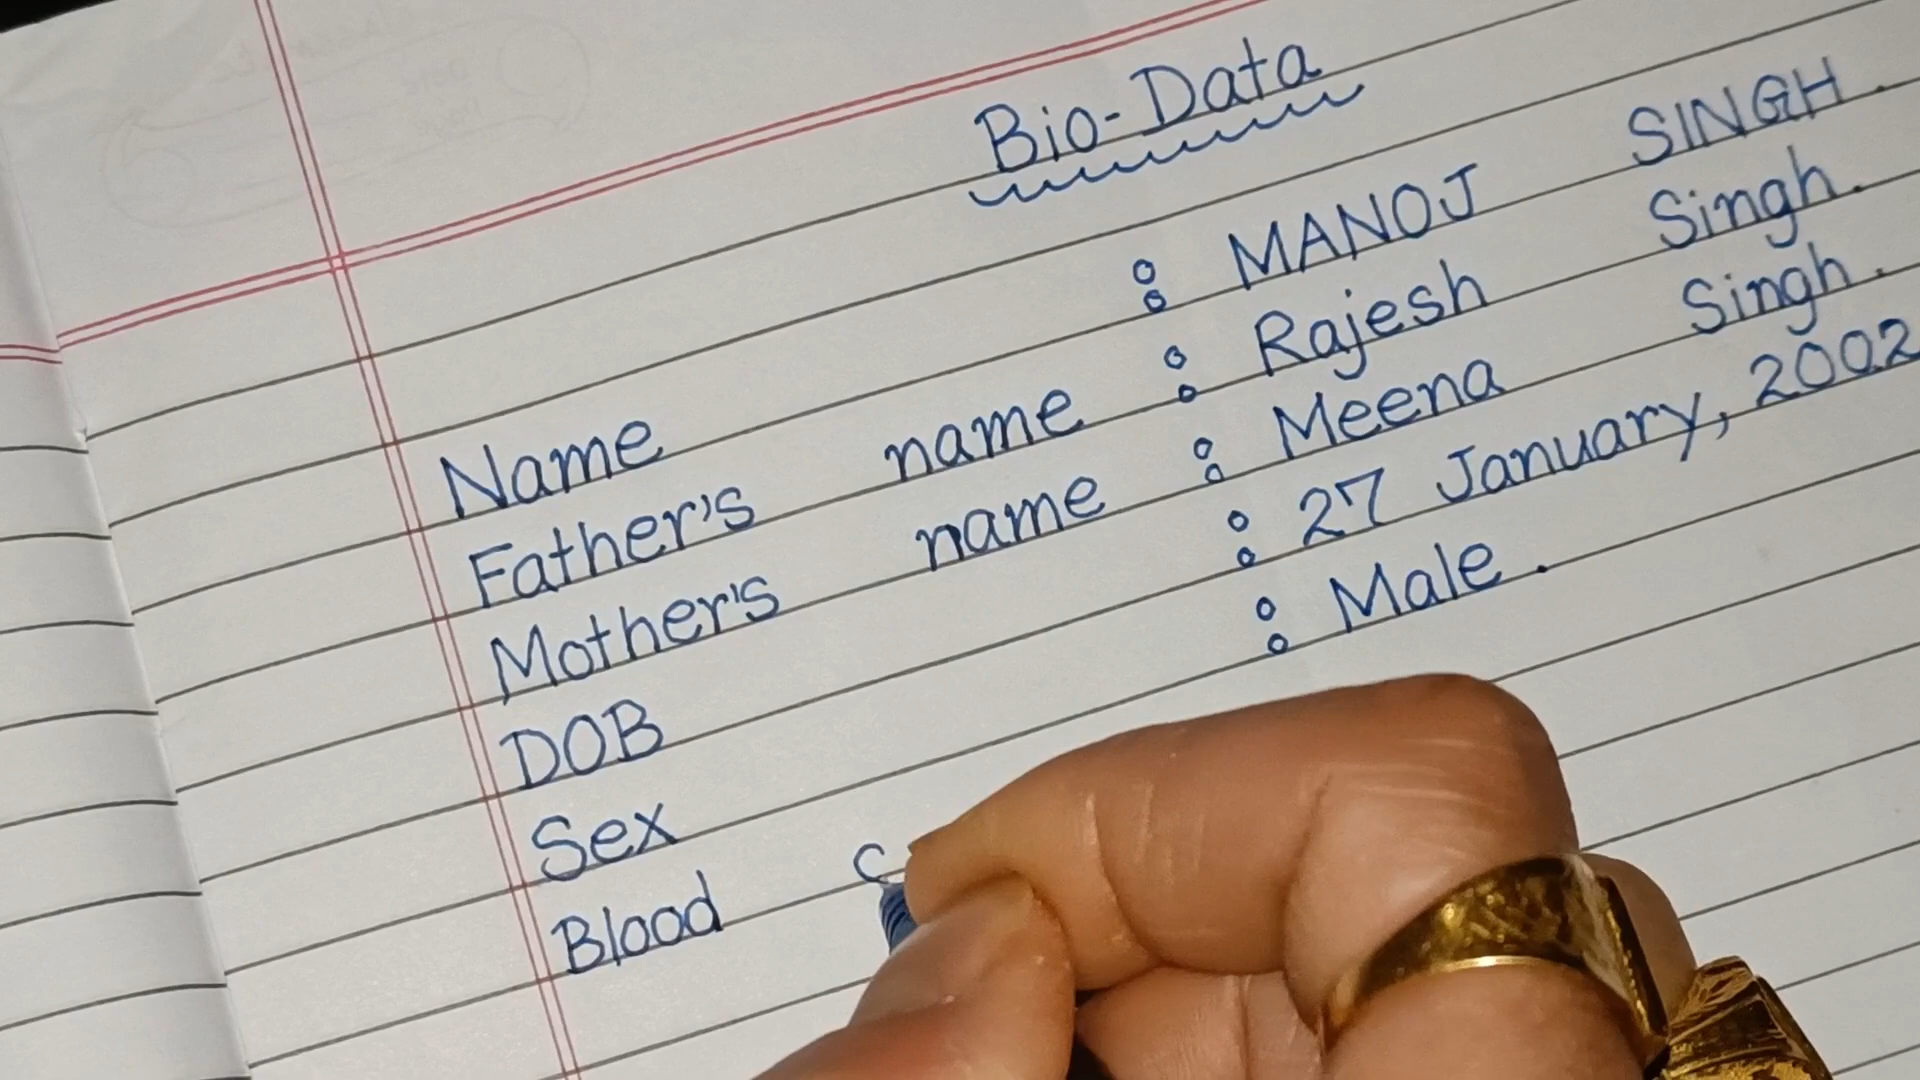 Bio-Data
Name : MANOJ SINGH.
Father's name : Rajesh Singh.
Mother's name : Meena Singh.
DOB : 27 January, 2002
Sex : Male.
Blood